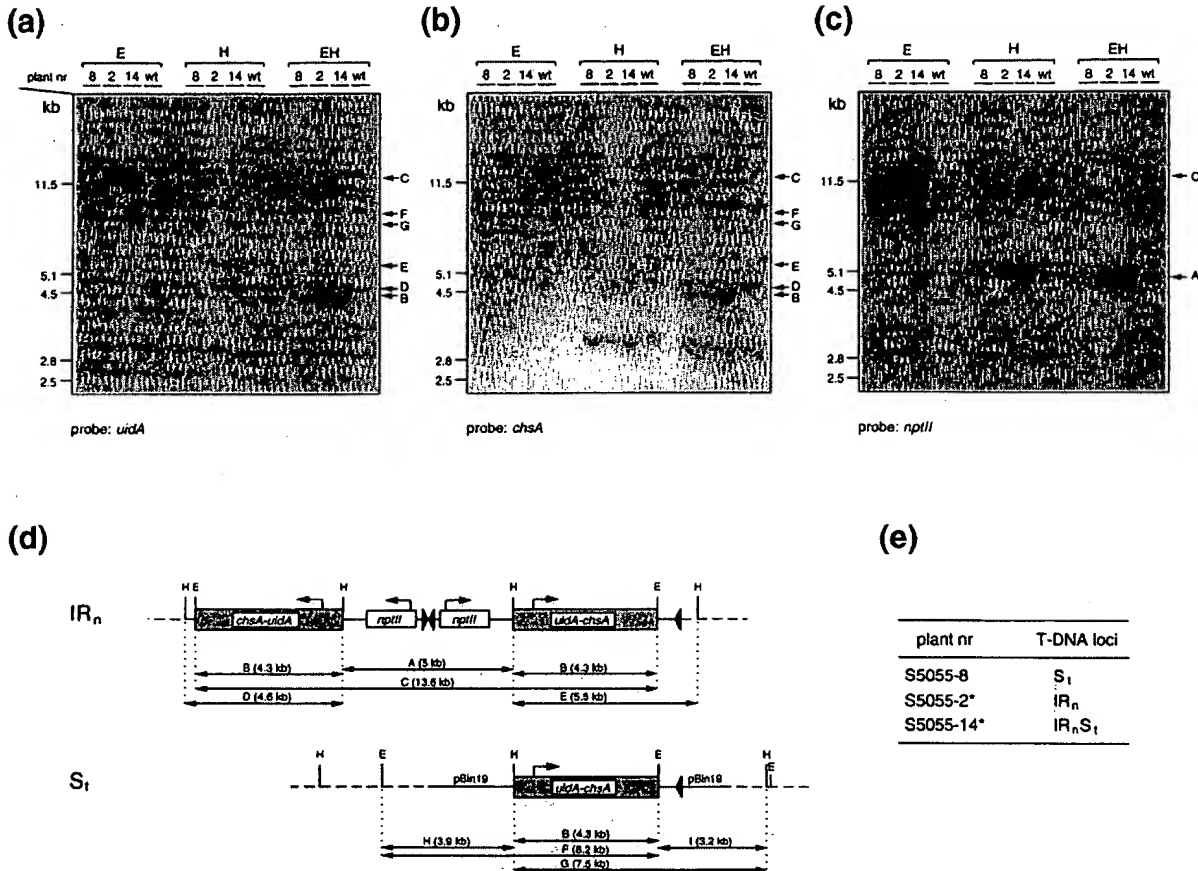 (a)
E H EH
plant nr 8 2 14 wt 8 2 14 wt 8 2 14 wt
kb
11.5
5.1
4.5
2.8
2.5
C
F
G
E
D
B
probe: uidA
(b)
E H EH
8 2 14 wt 8 2 14 wt 8 2 14 wt
kb
11.5
5.1
4.5
2.8
2.5
C
F
G
E
D
B
probe: chsA
(c)
E H EH
8 2 14 wt 8 2 14 wt 8 2 14 wt
kb
11.5
5.1
4.5
2.8
2.5
C
A
probe: nptII
(d)
H E H H E H
IRn
chsA-uidA nptII nptII uidA-chsA
B (4.3 kb) A (5 kb) B (4.3 kb)
C (13.6 kb)
D (4.6 kb) E (5.5 kb)
H E H E H E
St
pBin19 uidA-chsA pBin19
B (4.3 kb)
H (3.9 kb) I (3.2 kb)
F (8.2 kb)
G (7.5 kb)
(e)
plant nr T-DNA loci
S5055-8 St
S5055-2* IRn
S5055-14* IRnSt